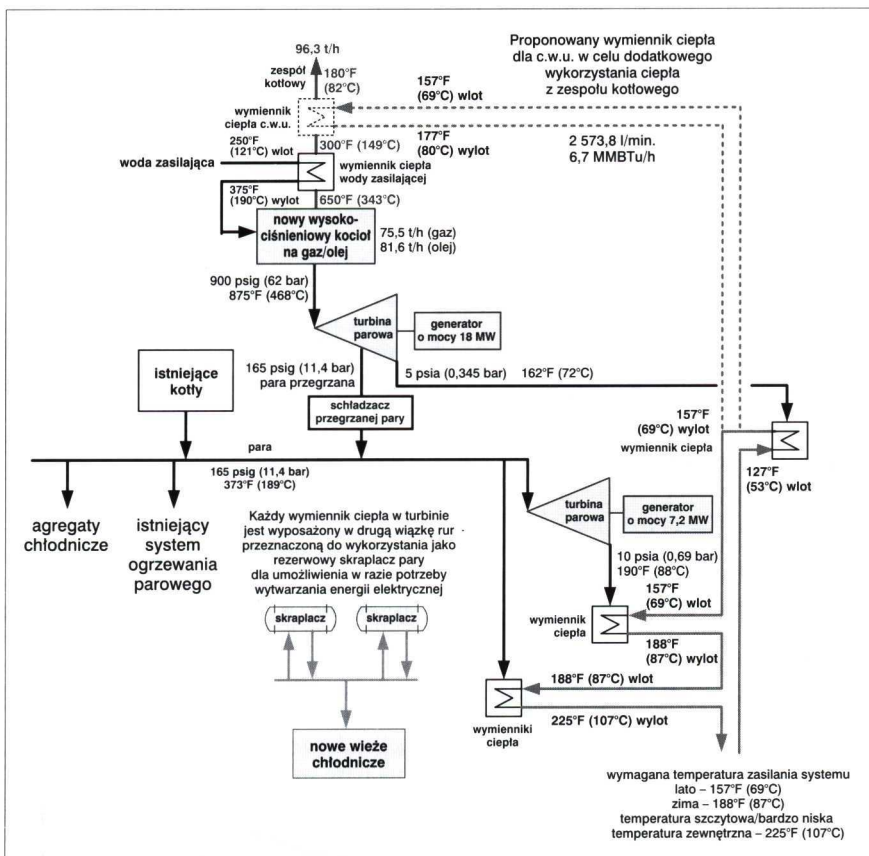 96,3 t/h
zespół
kotłowy
180°F
(82°C)
157°F
(69°C) wlot
Proponowany wymiennik ciepła
dla c.w.u. w celu dodatkowego
wykorzystania ciepła
z zespołu kotłowego
wymiennik
ciepła c.w.u.
177°F
(80°C) wylot
2 573,8 l/min.
6,7 MMBTu/h
250°F
(121°C) wlot
300°F (149°C)
woda zasilająca
wymiennik ciepła
wody zasilającej
375°F
(190°C) wylot
650°F (343°C)
nowy wysoko-
ciśnieniowy kocioł
na gaz/olej
75,5 t/h (gaz)
81,6 t/h (olej)
900 psig (62 bar)
875°F (468°C)
turbina
parowa
generator
o mocy 18 MW
165 psig (11,4 bar)
para przegrzana
5 psia (0,345 bar) 162°F (72°C)
istniejące
kotły
schładzacz
przegrzanej pary
157°F
(69°C) wylot
wymiennik ciepła
127°F
(53°C) wlot
para
165 psig (11,4 bar)
373°F (189°C)
agregaty
chłodnicze
istniejący
system
ogrzewania
parowego
Każdy wymiennik ciepła w turbinie
jest wyposażony w drugą wiązkę rur
przeznaczoną do wykorzystania jako
rezerwowy skraplacz pary
dla umożliwienia w razie potrzeby
wytwarzania energii elektrycznej
turbina
parowa
generator
o mocy 7,2 MW
10 psia (0,69 bar)
190°F (88°C)
157°F
(69°C) wlot
wymiennik
ciepła
188°F
(87°C) wylot
skraplacz
skraplacz
188°F (87°C) wlot
225°F (107°C) wylot
wymienniki
ciepła
nowe wieże
chłodnicze
wymagana temperatura zasilania systemu
lato – 157°F (69°C)
zima – 188°F (87°C)
temperatura szczytowa/bardzo niska
temperatura zewnętrzna – 225°F (107°C)